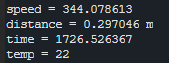 speed = 344.078613
distance = 0.297046 m
time = 1726.526367
temp = 22